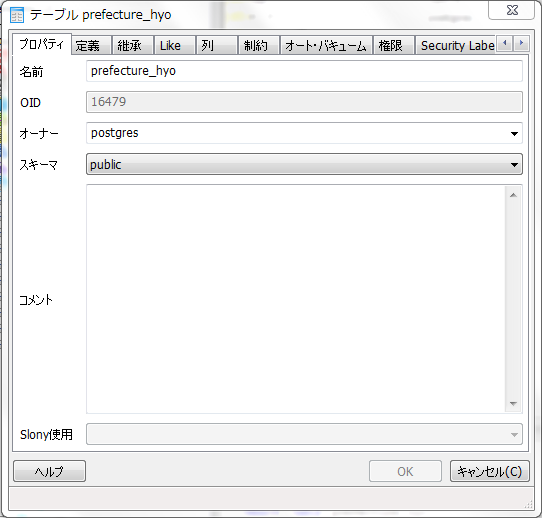 テーブル prefecture_hyo
プロパティ 定義 継承 Like 列 制約 オート・バキューム 権限 Security Labe
名前 prefecture_hyo
OID 16479
オーナー postgres
スキーマ public
コメント
Slony使用
ヘルプ OK キャンセル(C)